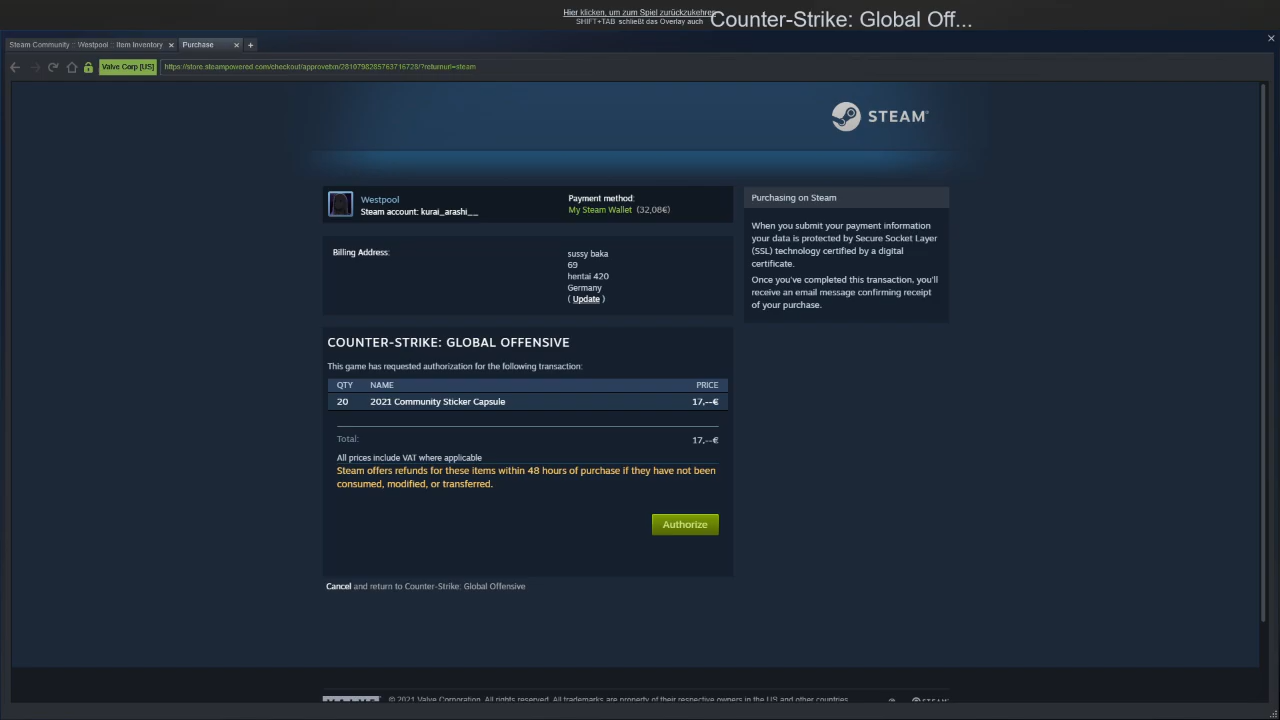 Hier klicken, um zum Spiel zurückzukehren
SHIFT+TAB schließt das Overlay auch
Counter-Strike: Global Off...
Steam Community :: Westpool :: Item Inventory
Purchase
Valve Corp [US]
https://store.steampowered.com/checkout/approvetxn/2810798285763716728/?returnurl=steam
STEAM®
Westpool
Steam account: kurai_arashi__
Payment method:
My Steam Wallet (32,08€)
Billing Address:
sussy baka
69
hentai 420
Germany
( Update )
Purchasing on Steam
When you submit your payment information
your data is protected by Secure Socket Layer
(SSL) technology certified by a digital
certificate.
Once you've completed this transaction, you'll
receive an email message confirming receipt
of your purchase.
COUNTER-STRIKE: GLOBAL OFFENSIVE
This game has requested authorization for the following transaction:
QTY NAME PRICE
20 2021 Community Sticker Capsule 17,--€
Total: 17,--€
All prices include VAT where applicable
Steam offers refunds for these items within 48 hours of purchase if they have not been
consumed, modified, or transferred.
Authorize
Cancel and return to Counter-Strike: Global Offensive
© 2021 Valve Corporation. All rights reserved. All trademarks are property of their respective owners in the US and other countries.
STEAM